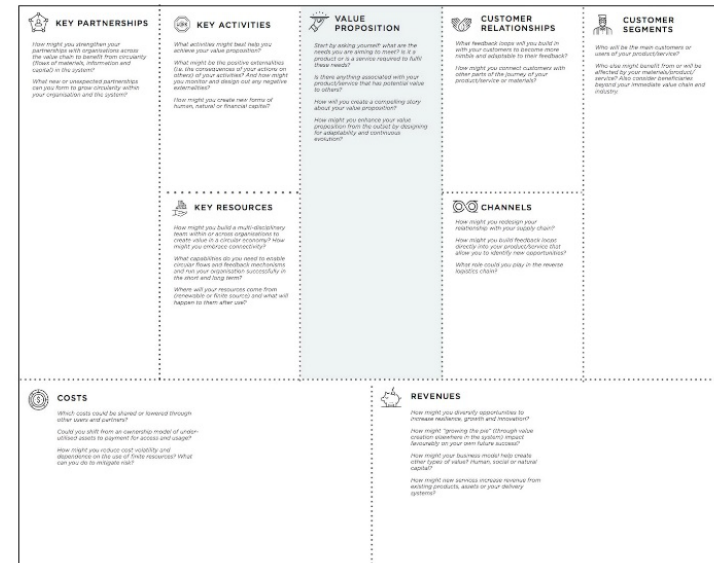 KEY PARTNERSHIPS
How might you strengthen your
partnerships with organisations across
the value chain to benefit from circularity
(flows of materials, information and
capital) in this system?
What new or unexpected partnerships
can you form to grow circularity within
your organisation and the system?
KEY ACTIVITIES
What activities might best help you
achieve your value proposition?
What might be the positive externalities
(i.e. the consequences of your actions on
others) of your activities? And how might
you monitor and design out any negative
externalities?
How might you create new forms of
human, natural or financial capital?
KEY RESOURCES
How might you build a multi-disciplinary
team within or across organisations to
create value in a circular economy? How
might you embrace connectivity?
What capabilities do you need to enable
circular flows and feedback mechanisms
and run your organisation successfully in
the short and long term?
Where will your resources come from
(renewable or finite source) and what will
happen to them after use?
VALUE
PROPOSITION
Start by asking yourself what are the
needs you are aiming to meet? Is it a
product or is a service required to fulfil
these needs?
Is there anything associated with your
product/service that has potential value
to others?
How will you create a compelling story
about your value proposition?
How might you enhance your value
proposition from the outset by designing
for adaptability and continuous
evolution?
CUSTOMER
RELATIONSHIPS
What feedback loops will you build in
with your customers to become more
nimble and adaptable to their feedback?
How might you connect customers with
other parts of the journey of your
product/service or materials?
CHANNELS
How might you redesign your
relationship with your supply chain?
How might you build feedback loops
directly into your product/service that
allow you to identify new opportunities?
What role could you play in the reverse
logistics chain?
CUSTOMER
SEGMENTS
Who will be the main customers or
users of your product/service?
Who else might benefit from or will be
affected by your materials/product/
service? Also consider beneficiaries
beyond your immediate value chain and
industry.
COSTS
Which costs could be shared or lowered through
other users and partners?
Could you shift from an ownership model of under-
utilised assets to payment for access and usage?
How might you reduce cost volatility and
dependence on the use of finite resources? What
can you do to mitigate risk?
REVENUES
How might you diversify opportunities to
increase resilience, growth and innovation?
How might "growing the pie" (through value
creation elsewhere in the system) impact
favourably on your own future success?
How might your business model help create
other types of value? Human, social or natural
capital?
How might new services increase revenue from
existing products, assets or your delivery
systems?